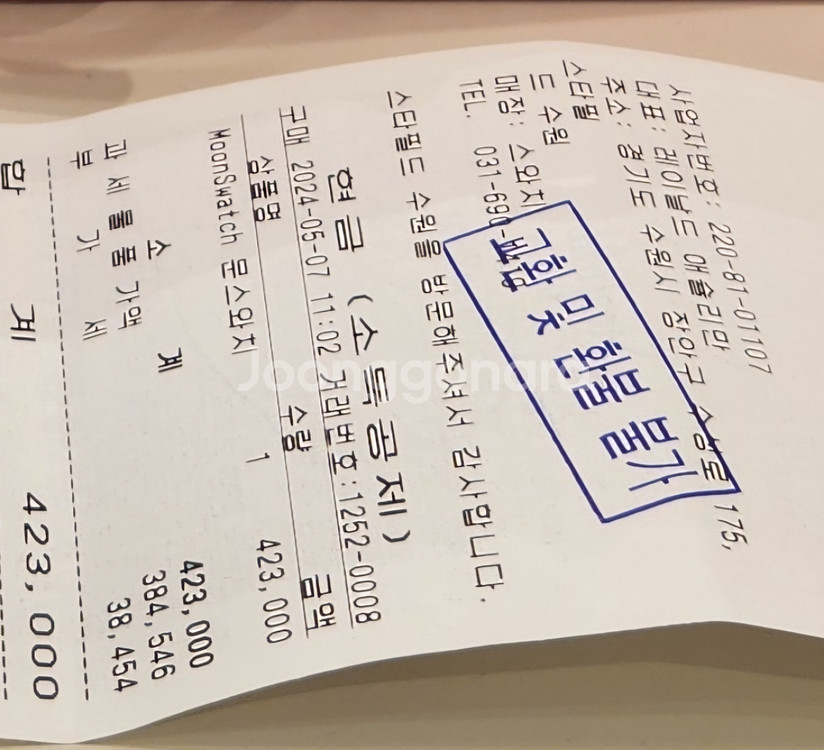 사업자번호: 220-81-01107
대표: 레이날드 애슐리만
주소: 경기도 수원시 장안구 수성로 175,
스타필
드 수원
매장: 스와치
TEL. 031-690-
교환 및 환불 불가
스타필드 수원을 방문해주셔서 감사합니다.
현금 (소득공제)
구매 2024-05-07 11:02 거래번호:1252-0008
상품명 수량 금액
MoonSwatch 문스와치 1 423,000
소 계 423,000
과세물품가액 384,546
부 가 세 38,454
합 계 423,000
Joonggonara